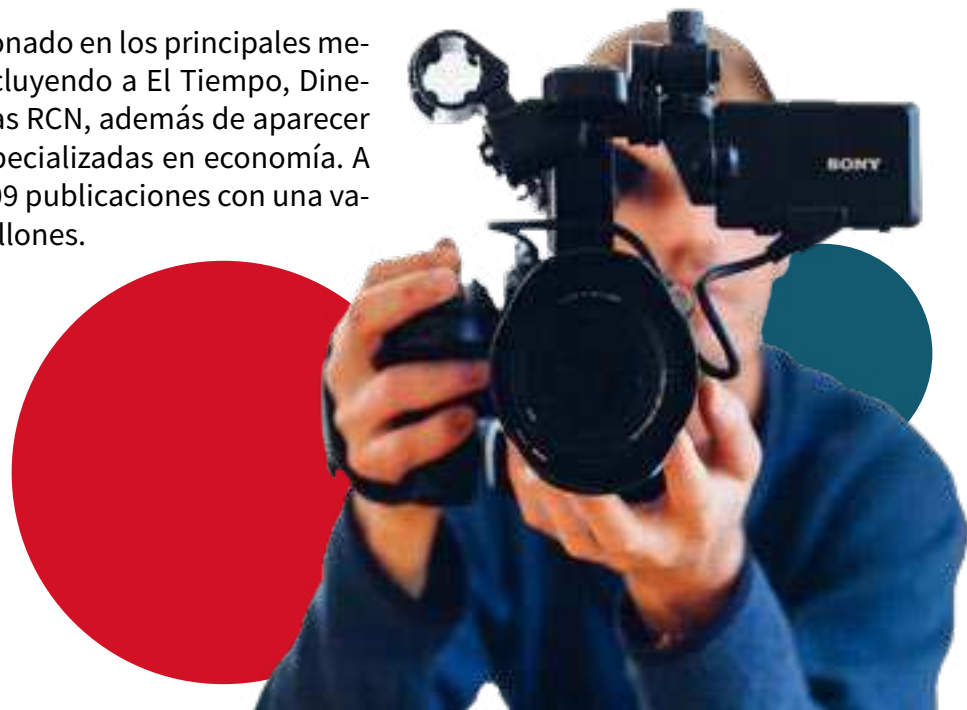 onado en los principales me-
cluyendo a El Tiempo, Dine-
as RCN, además de aparecer
pecializadas en economía. A
09 publicaciones con una va-
llones.
SONY